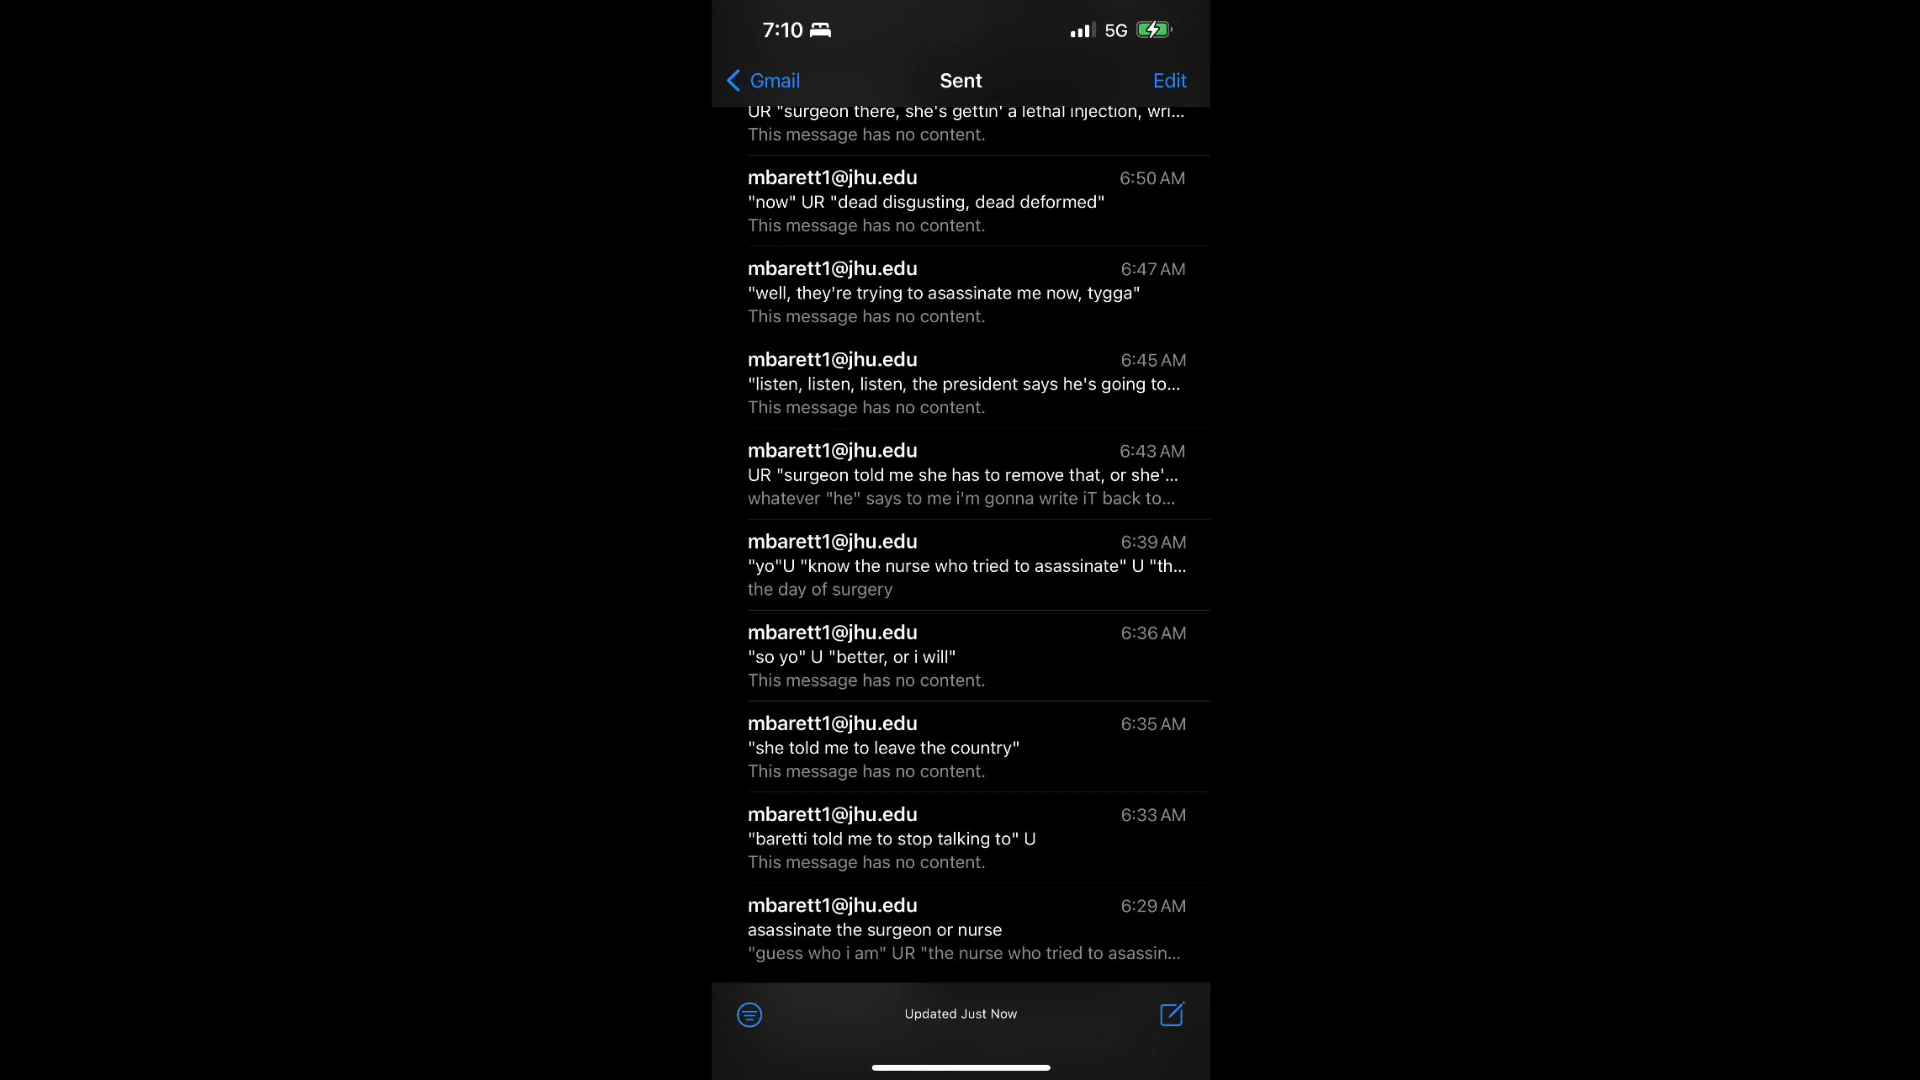 7:10
5G
Gmail
Sent
Edit
UR "surgeon there, she's gettin' a lethal injection, wri...
This message has no content.
mbarett1@jhu.edu
6:50 AM
"now" UR "dead disgusting, dead deformed"
This message has no content.
mbarett1@jhu.edu
6:47 AM
"well, they're trying to asassinate me now, tygga"
This message has no content.
mbarett1@jhu.edu
6:45 AM
"listen, listen, listen, the president says he's going to...
This message has no content.
mbarett1@jhu.edu
6:43 AM
UR "surgeon told me she has to remove that, or she'...
whatever "he" says to me i'm gonna write iT back to...
mbarett1@jhu.edu
6:39 AM
"yo"U "know the nurse who tried to asassinate" U "th...
the day of surgery
mbarett1@jhu.edu
6:36 AM
"so yo" U "better, or i will"
This message has no content.
mbarett1@jhu.edu
6:35 AM
"she told me to leave the country"
This message has no content.
mbarett1@jhu.edu
6:33 AM
"baretti told me to stop talking to" U
This message has no content.
mbarett1@jhu.edu
6:29 AM
asassinate the surgeon or nurse
"guess who i am" UR "the nurse who tried to asassin...
Updated Just Now